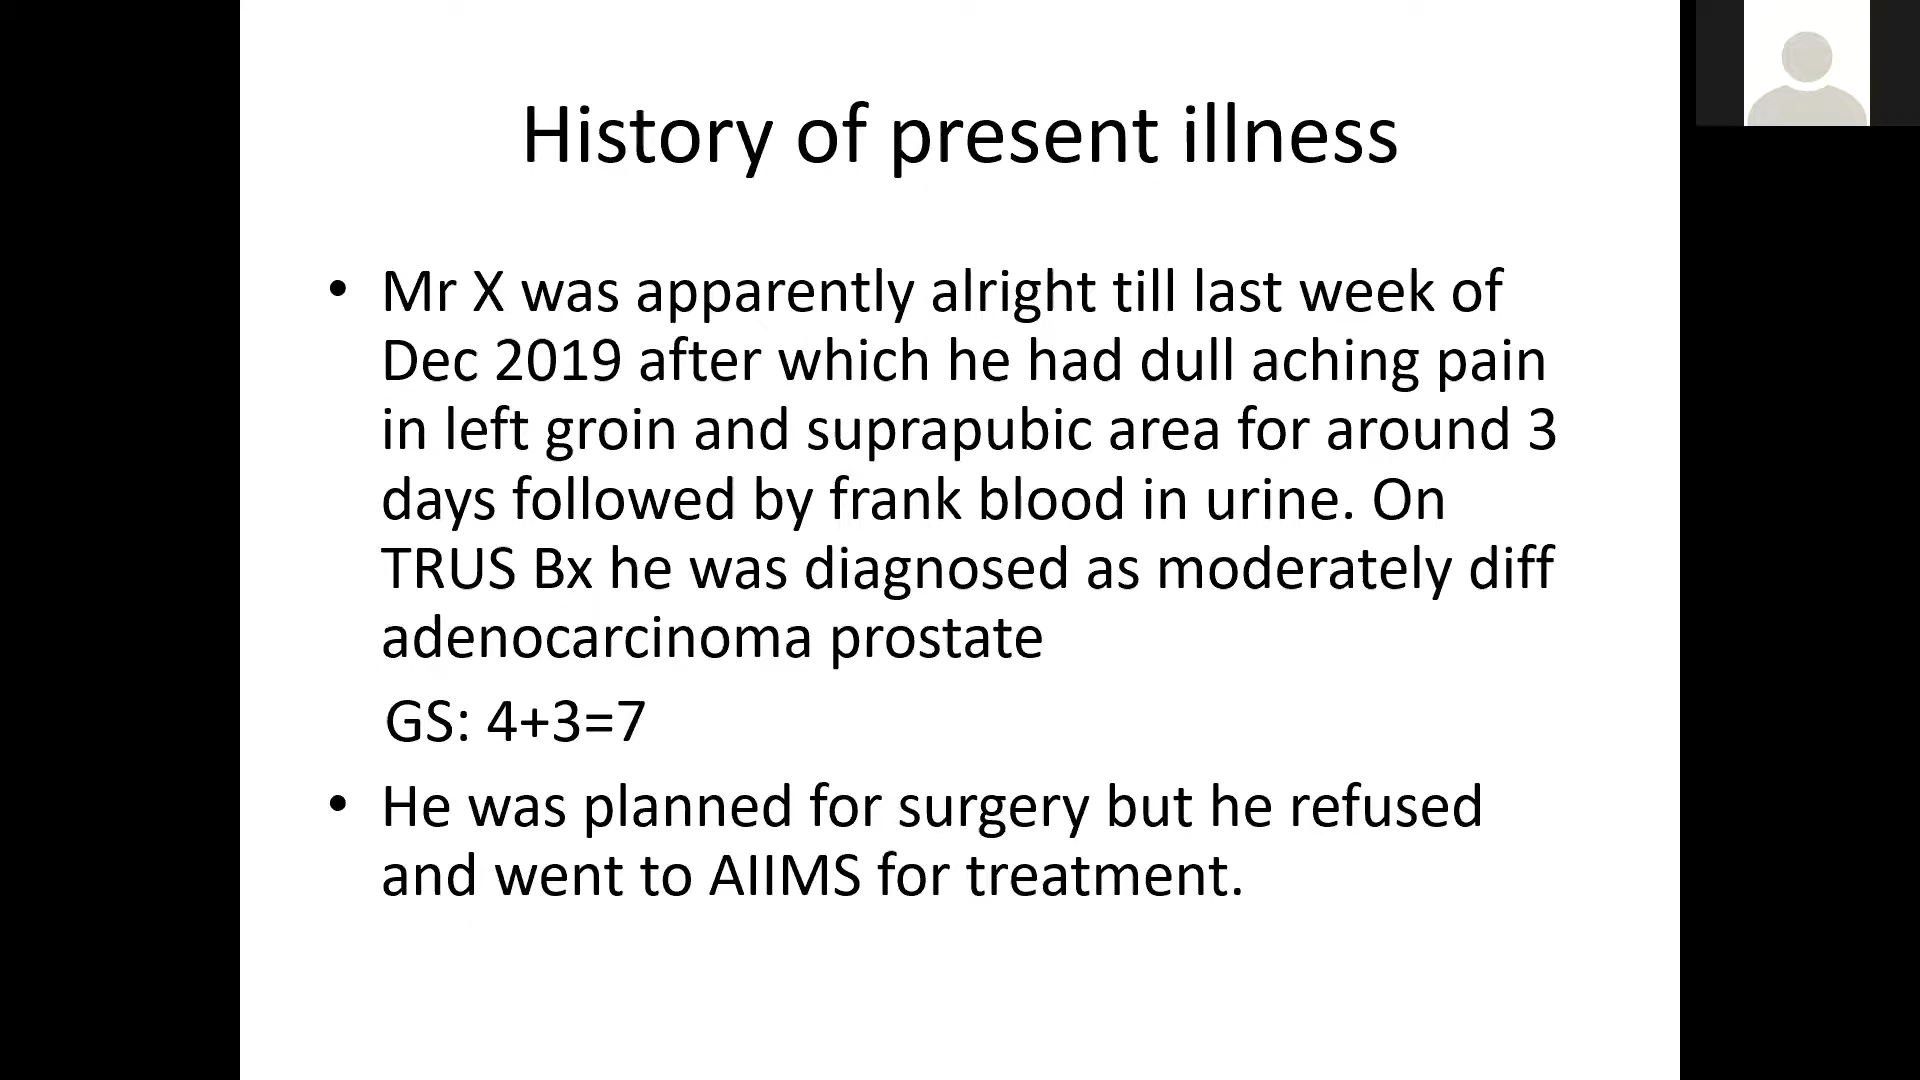 History of present illness
• Mr X was apparently alright till last week of
Dec 2019 after which he had dull aching pain
in left groin and suprapubic area for around 3
days followed by frank blood in urine. On
TRUS Bx he was diagnosed as moderately diff
adenocarcinoma prostate
GS: 4+3=7
• He was planned for surgery but he refused
and went to AIIMS for treatment.